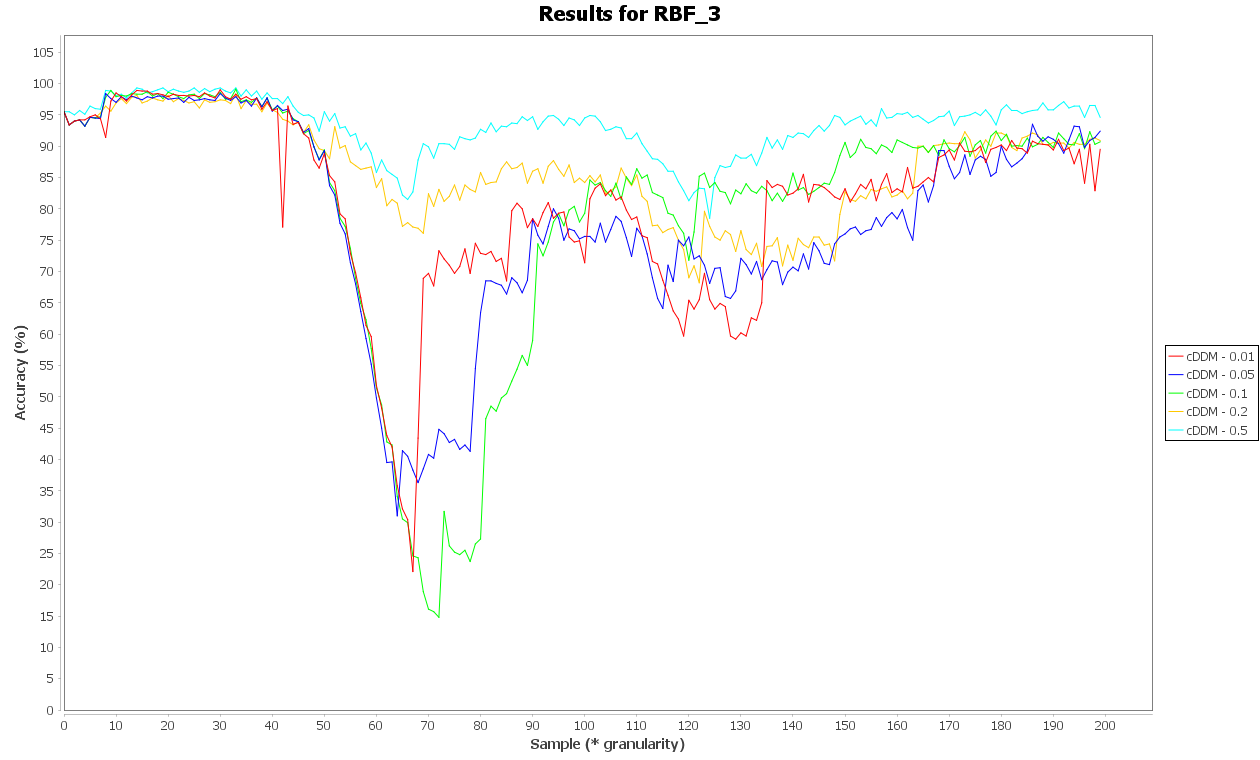 Results for RBF_3
Accuracy (%)
105
100
95
90
85
80
75
70
65
60
55
50
45
40
35
30
25
20
15
10
5
0
0 10 20 30 40 50 60 70 80 90 100 110 120 130 140 150 160 170 180 190 200
Sample (* granularity)
cDDM - 0.01
cDDM - 0.05
cDDM - 0.1
cDDM - 0.2
cDDM - 0.5